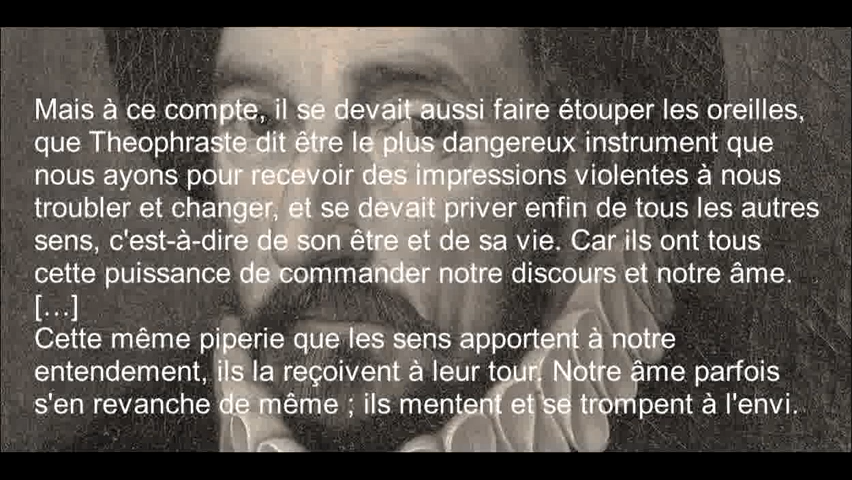 Mais à ce compte, il se devait aussi faire étouper les oreilles,
que Theophraste dit être le plus dangereux instrument que
nous ayons pour recevoir des impressions violentes à nous
troubler et changer, et se devait priver enfin de tous les autres
sens, c'est-à-dire de son être et de sa vie. Car ils ont tous
cette puissance de commander notre discours et notre âme.
[…]
Cette même piperie que les sens apportent à notre
entendement, ils la reçoivent à leur tour. Notre âme parfois
s'en revanche de même ; ils mentent et se trompent à l'envi.